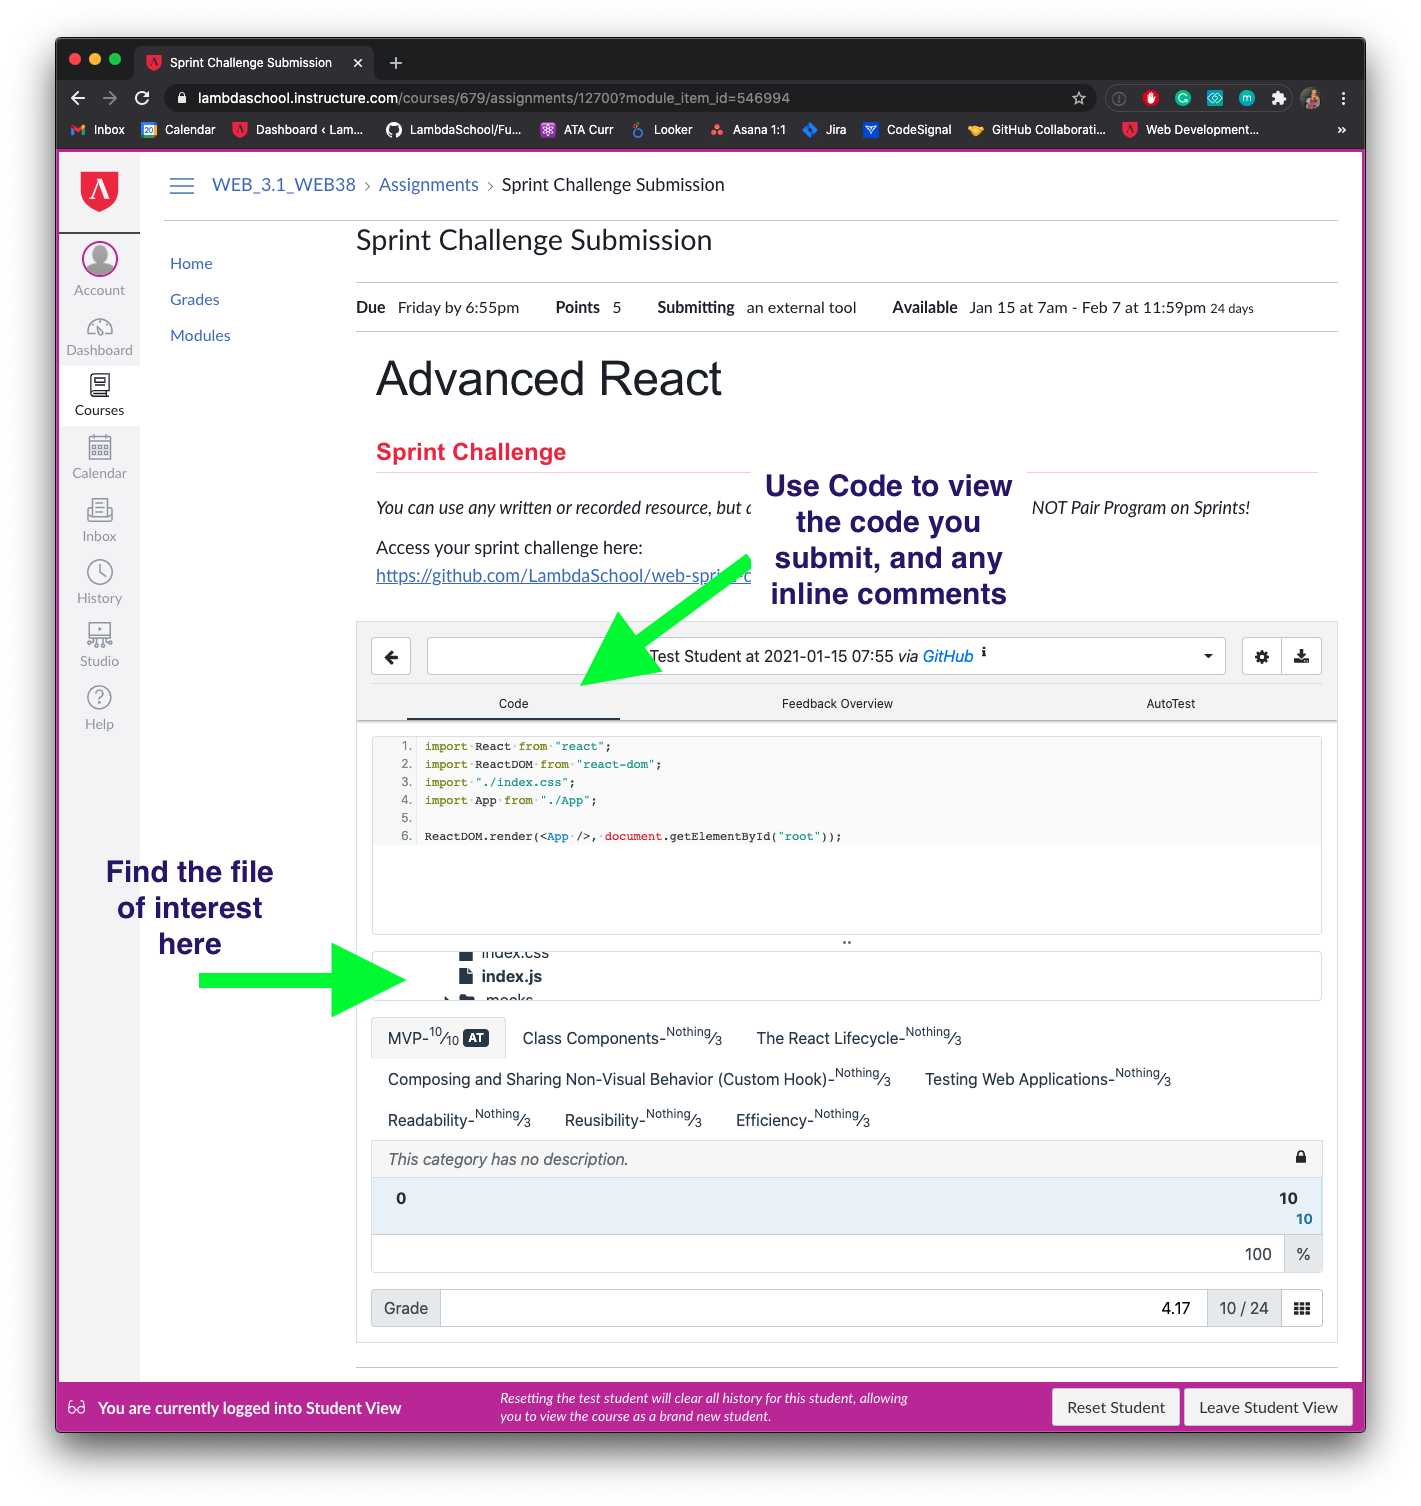 Sprint Challenge Submission
lambdaschool.instructure.com/courses/679/assignments/12700?module_item_id=546994
Inbox
20
Calendar
Dashboard ‹ Lam...
LambdaSchool/Fu...
ATA Curr
Looker
Asana 1:1
Jira
CodeSignal
GitHub Collaborati...
Web Development...
»
WEB_3.1_WEB38 › Assignments › Sprint Challenge Submission
Account
Dashboard
Courses
Calendar
Inbox
History
Studio
Help
Home
Grades
Modules
Sprint Challenge Submission
Due Friday by 6:55pm Points 5 Submitting an external tool Available Jan 15 at 7am - Feb 7 at 11:59pm 24 days
Advanced React
Sprint Challenge
You can use any written or recorded resource, but
NOT Pair Program on Sprints!
Access your sprint challenge here:
https://github.com/LambdaSchool/web-sprint-c
Use Code to view
the code you
submit, and any
inline comments
Test Student at 2021-01-15 07:55 via GitHub i
Code
Feedback Overview
AutoTest
1. import React from "react";
2. import ReactDOM from "react-dom";
3. import "./index.css";
4. import App from "./App";
5.
6. ReactDOM.render(<App />, document.getElementById("root"));
Find the file
of interest
here
index.css
index.js
mocks
MVP-10⁄10 AT Class Components-Nothing⁄3 The React Lifecycle-Nothing⁄3
Composing and Sharing Non-Visual Behavior (Custom Hook)-Nothing⁄3 Testing Web Applications-Nothing⁄3
Readability-Nothing⁄3 Reusibility-Nothing⁄3 Efficiency-Nothing⁄3
This category has no description.
0 10
10
100 %
Grade 4.17 10 / 24
You are currently logged into Student View
Resetting the test student will clear all history for this student, allowing
you to view the course as a brand new student.
Reset Student
Leave Student View